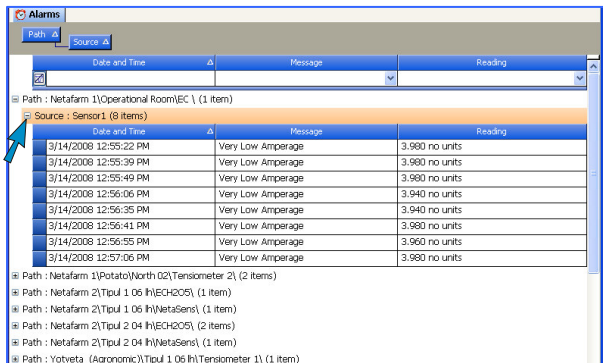 Alarms
Path
Source
Date and Time Message Reading
Path : Netafarm 1\Operational Room\EC \ (1 item)
Source : Sensor1 (8 items)
Date and Time Message Reading
3/14/2008 12:55:22 PM Very Low Amperage 3.980 no units
3/14/2008 12:55:39 PM Very Low Amperage 3.980 no units
3/14/2008 12:55:49 PM Very Low Amperage 3.980 no units
3/14/2008 12:56:06 PM Very Low Amperage 3.940 no units
3/14/2008 12:56:35 PM Very Low Amperage 3.940 no units
3/14/2008 12:56:41 PM Very Low Amperage 3.980 no units
3/14/2008 12:56:55 PM Very Low Amperage 3.960 no units
3/14/2008 12:57:06 PM Very Low Amperage 3.980 no units
Path : Netafarm 1\Potato\North 02\Tensiometer 2\ (2 items)
Path : Netafarm 2\Tipul 1 06 lh\ECH2O5\ (1 item)
Path : Netafarm 2\Tipul 1 06 lh\NetaSens\ (1 item)
Path : Netafarm 2\Tipul 2 04 lh\ECH2O5\ (2 items)
Path : Netafarm 2\Tipul 2 04 lh\NetaSens\ (1 item)
Path : Yotveta (Agronomic)\Tipul 1 06 lh\Tensiometer 1\ (1 item)